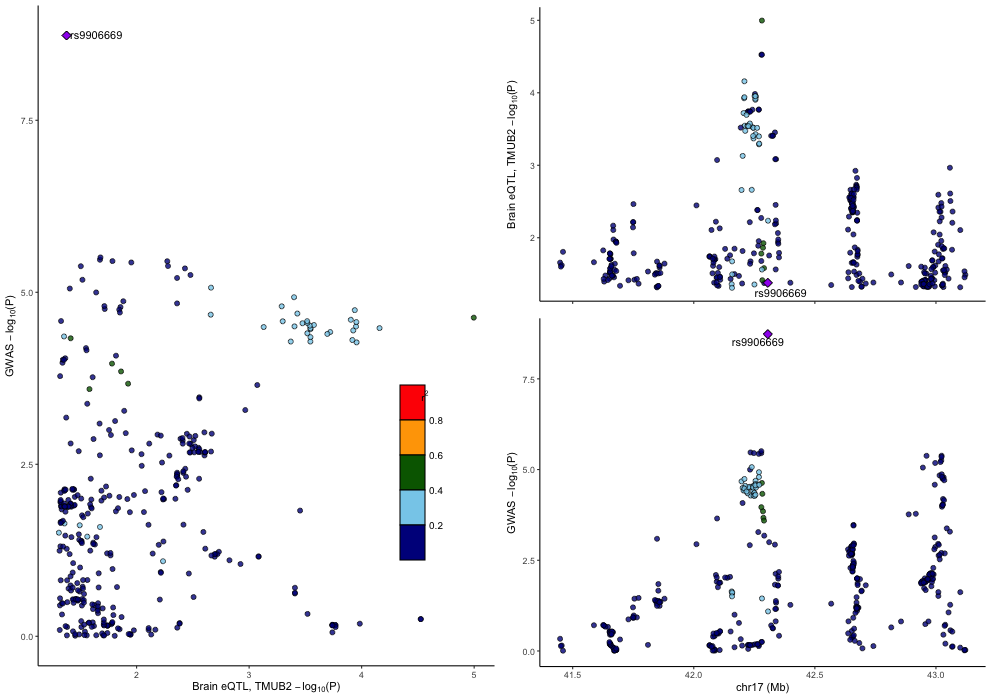 rs9906669
7.5
5.0
2.5
0.0
GWAS −log10(P)
2
3
4
5
Brain eQTL, TMUB2 −log10(P)
r²
0.8
0.6
0.4
0.2
5
4
3
2
Brain eQTL, TMUB2 −log10(P)
rs9906669
rs9906669
7.5
5.0
2.5
0.0
GWAS −log10(P)
41.5
42.0
42.5
43.0
chr17 (Mb)